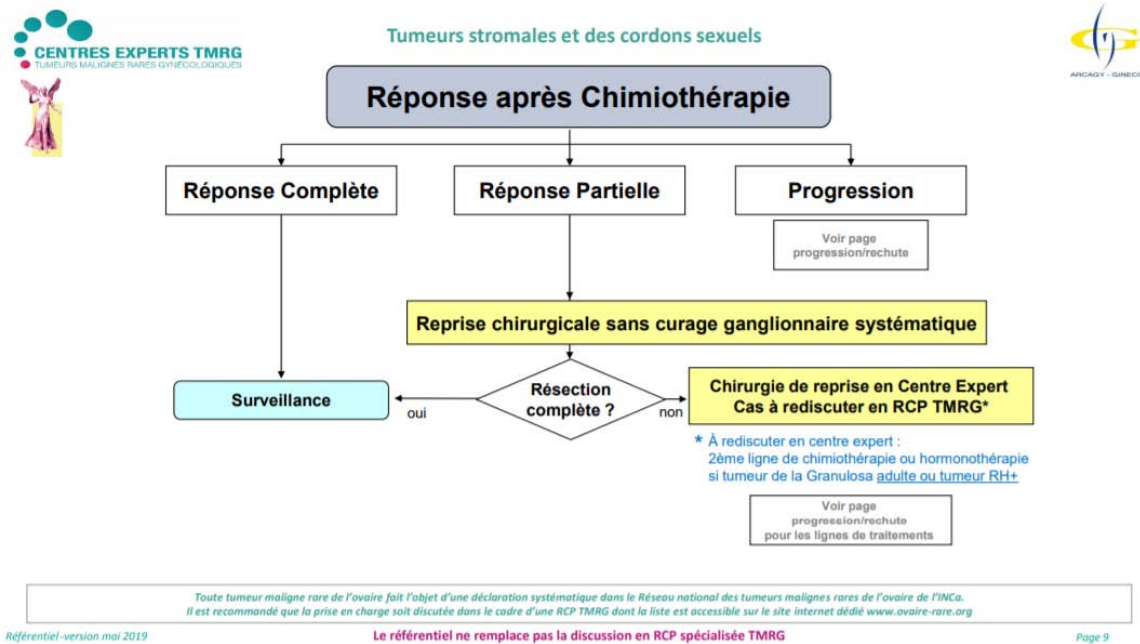 CENTRES EXPERTS TMRG
TUMEURS MALIGNES RARES GYNÉCOLOGIQUES
Tumeurs stromales et des cordons sexuels
ARCAGY - GINECO
Réponse après Chimiothérapie
Réponse Complète
Réponse Partielle
Progression
Voir page
progression/rechute
Reprise chirurgicale sans curage ganglionnaire systématique
Surveillance
oui
Résection
complète ?
non
Chirurgie de reprise en Centre Expert
Cas à rediscuter en RCP TMRG*
* À rediscuter en centre expert :
2ème ligne de chimiothérapie ou hormonothérapie
si tumeur de la Granulosa adulte ou tumeur RH+
Voir page
progression/rechute
pour les lignes de traitements
Toute tumeur maligne rare de l'ovaire fait l'objet d'une déclaration systématique dans le Réseau national des tumeurs malignes rares de l'ovaire de l'INCa.
Il est recommandé que la prise en charge soit discutée dans le cadre d'une RCP TMRG dont la liste est accessible sur le site internet dédié www.ovaire-rare.org
Référentiel -version mai 2019
Le référentiel ne remplace pas la discussion en RCP spécialisée TMRG
Page 9